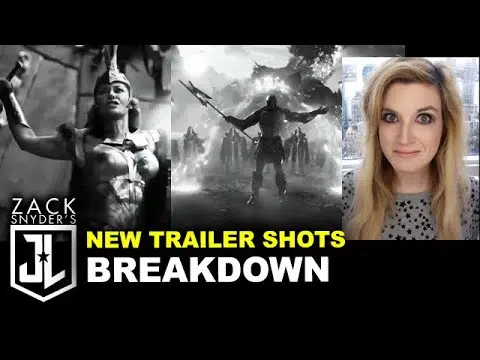 ZACK
SNYDER'S
JL
NEW TRAILER SHOTS
BREAKDOWN